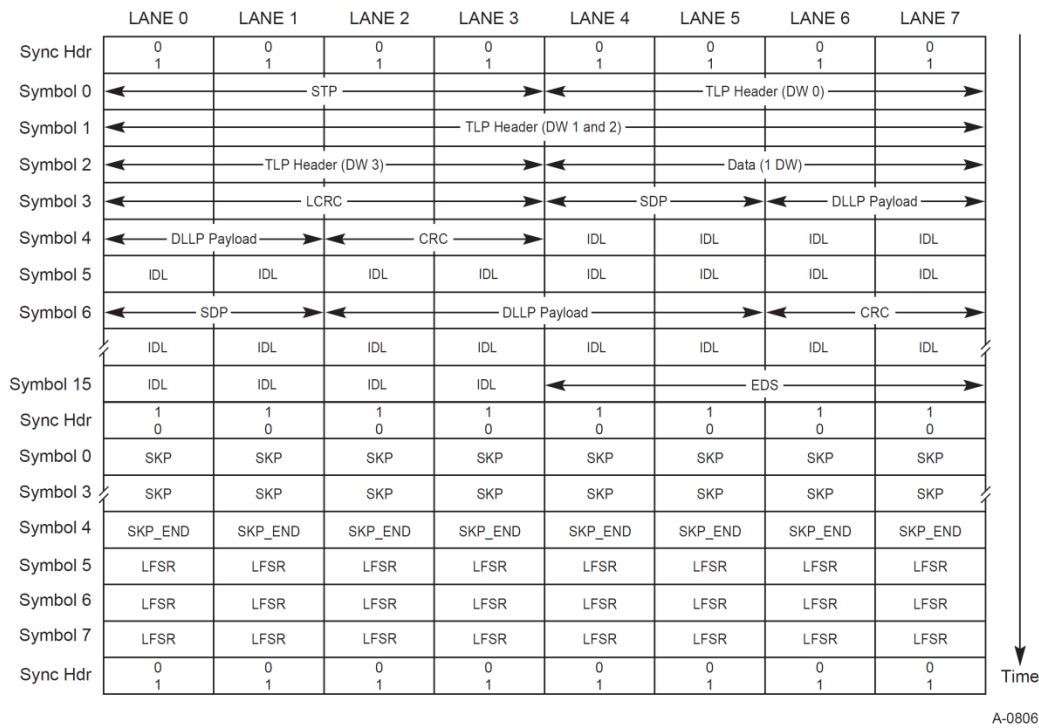 LANE 0 LANE 1 LANE 2 LANE 3 LANE 4 LANE 5 LANE 6 LANE 7
Sync Hdr 0 0 0 0 0 0 0 0
1 1 1 1 1 1 1 1
Symbol 0 STP TLP Header (DW 0)
Symbol 1 TLP Header (DW 1 and 2)
Symbol 2 TLP Header (DW 3) Data (1 DW)
Symbol 3 LCRC SDP DLLP Payload
Symbol 4 DLLP Payload CRC IDL IDL IDL IDL
Symbol 5 IDL IDL IDL IDL IDL IDL IDL IDL
Symbol 6 SDP DLLP Payload CRC
IDL IDL IDL IDL IDL IDL IDL IDL
Symbol 15 IDL IDL IDL IDL EDS
Sync Hdr 1 1 1 1 1 1 1 1
0 0 0 0 0 0 0 0
Symbol 0 SKP SKP SKP SKP SKP SKP SKP SKP
Symbol 3 SKP SKP SKP SKP SKP SKP SKP SKP
Symbol 4 SKP_END SKP_END SKP_END SKP_END SKP_END SKP_END SKP_END SKP_END
Symbol 5 LFSR LFSR LFSR LFSR LFSR LFSR LFSR LFSR
Symbol 6 LFSR LFSR LFSR LFSR LFSR LFSR LFSR LFSR
Symbol 7 LFSR LFSR LFSR LFSR LFSR LFSR LFSR LFSR
Sync Hdr 0 0 0 0 0 0 0 0
1 1 1 1 1 1 1 1
Time
A-0806